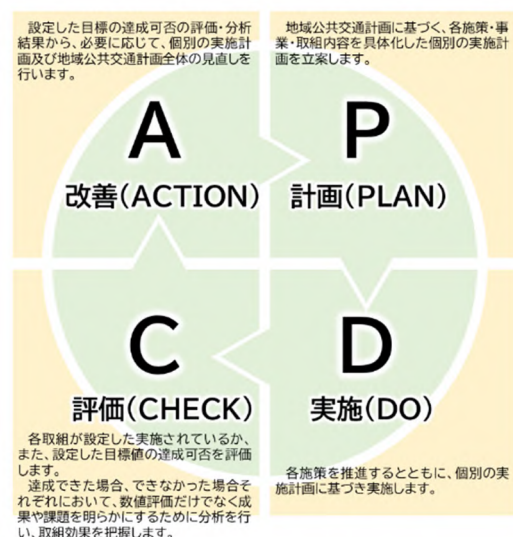 設定した目標の達成可否の評価・分析
結果から、必要に応じて、個別の実施計
画及び地域公共交通計画全体の見直しを
行います。
A
改善(ACTION)
地域公共交通計画に基づく、各施策・事
業・取組内容を具体化した個別の実施計
画を立案します。
P
計画(PLAN)
C
評価(CHECK)
各取組が設定した実施されているか、
また、設定した目標値の達成可否を評価
します。
達成できた場合、できなかった場合そ
れぞれにおいて、数値評価だけでなく成
果や課題を明らかにするために分析を行
い、取組効果を把握します。
D
実施(DO)
各施策を推進するとともに、個別の実
施計画に基づき実施します。